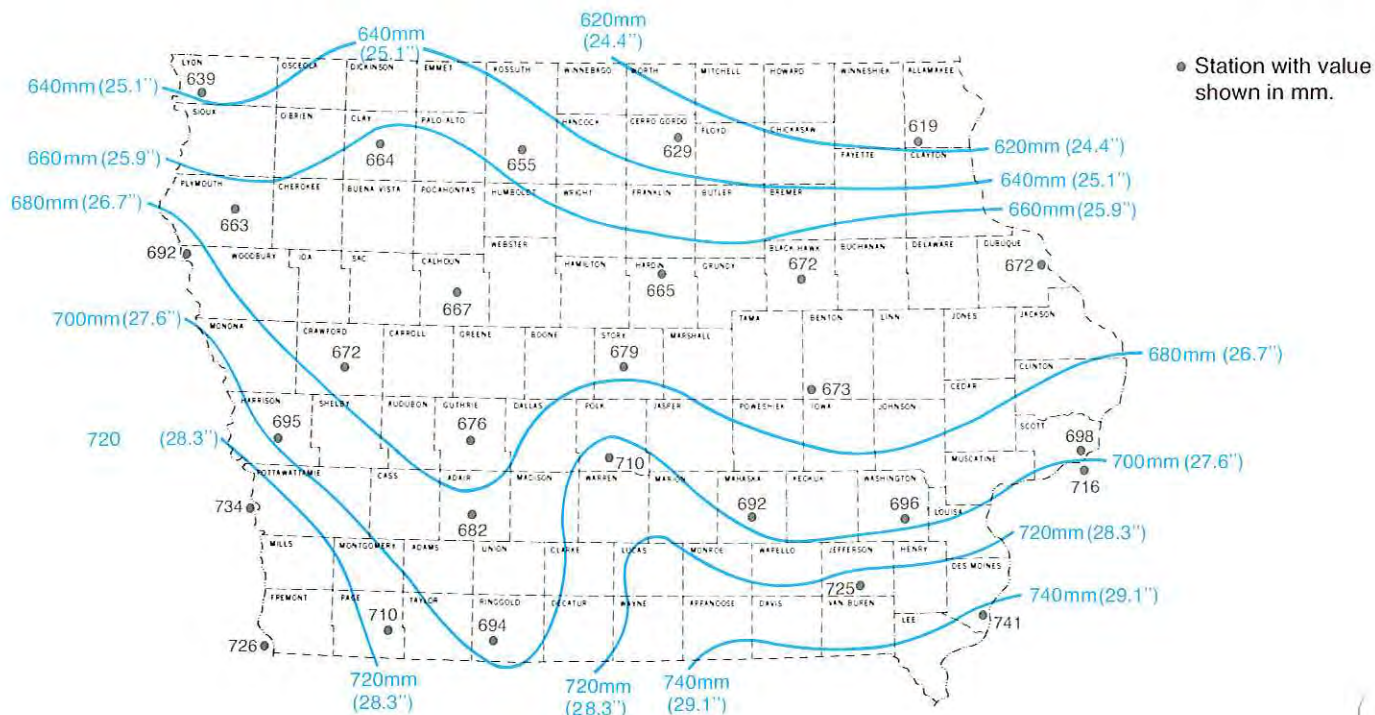 620mm
(24.4")
640mm
(25.1")
LYON
OSCEOLA
DICKINSON
EMMET
KOSSUTH
WINNEBAGO
WORTH
MITCHELL
HOWARD
WINNESHIEK
ALLAMAKEE
Station with value
shown in mm.
639
640mm (25.1")
SIOUX
O'BRIEN
CLAY
PALO-ALTO
HANCOCK
CERRO GORDO
FLOYD
CHICKASAW
FAYETTE
CLAYTON
664
655
629
619
620mm (24.4")
660mm (25.9")
640mm (25.1")
PLYMOUTH
CHEROKEE
BUENA VISTA
POCAHONTAS
HUMBOLDT
WRIGHT
FRANKLIN
BUTLER
BREMER
680mm (26.7")
660mm (25.9")
663
692
WOODBURY
IDA
SAC
CALHOUN
WEBSTER
HAMILTON
HARDIN
GRUNDY
BLACK-HAWK
BUCHANAN
DELAWARE
DUBUQUE
667
665
672
672
700mm (27.6")
MONONA
CRAWFORD
CARROLL
GREENE
BOONE
STORY
MARSHALL
TAMA
BENTON
LINN
JONES
JACKSON
672
679
673
680mm (26.7")
CLINTON
CEDAR
HARRISON
SHELBY
AUDUBON
GUTHRIE
DALLAS
POLK
JASPER
POWESHIEK
IOWA
JOHNSON
SCOTT
695
676
710
698
720 (28.3")
700mm (27.6")
716
POTTAWATTAMIE
CASS
ADAIR
MADISON
WARREN
MARION
MAHASKA
KEOKUK
WASHINGTON
MUSCATINE
LOUISA
734
682
692
696
720mm (28.3")
MILLS
MONTGOMERY
ADAMS
UNION
CLARKE
LUCAS
MONROE
WAPELLO
JEFFERSON
HENRY
DES MOINES
725
740mm (29.1")
FREMONT
PAGE
TAYLOR
RINGGOLD
DECATUR
WAYNE
APPANOOSE
DAVIS
VAN BUREN
LEE
726
710
694
741
720mm
(28.3")
720mm
(28.3")
740mm
(29.1")